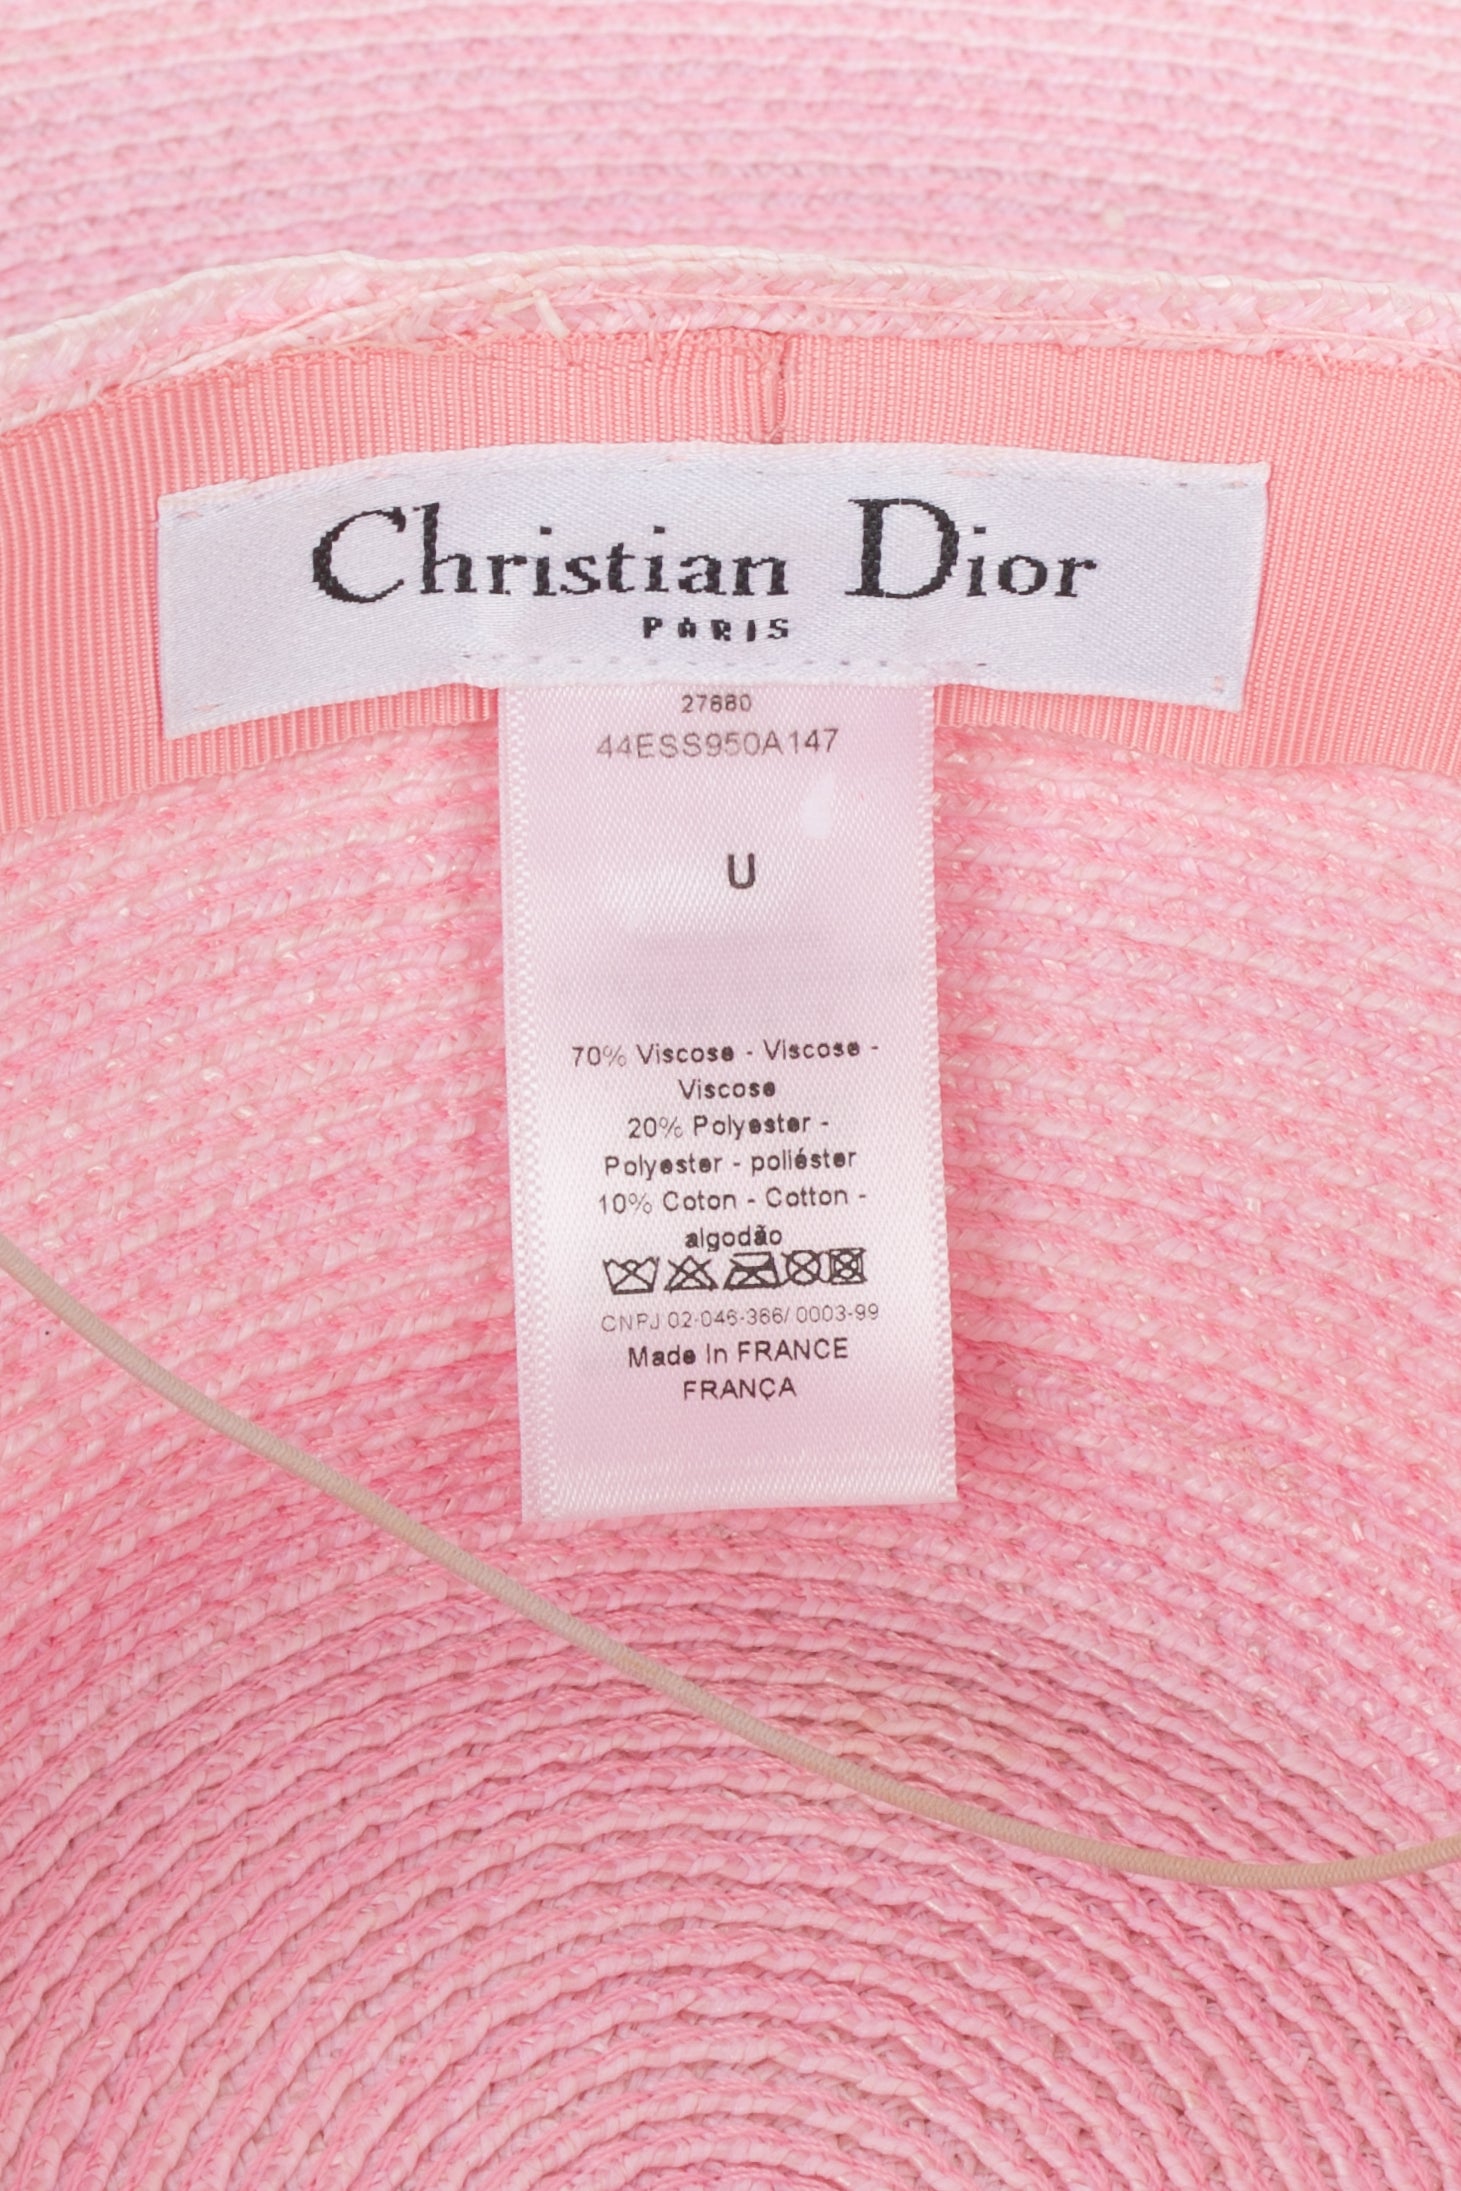 Christian Dior
PARIS
27680
44ESS950A147
U
70% Viscose - Viscose -
Viscose
20% Polyester -
Polyester - poliéster
10% Coton - Cotton -
algodão
CNPJ 02-046-366/ 0003-99
Made In FRANCE
FRANÇA